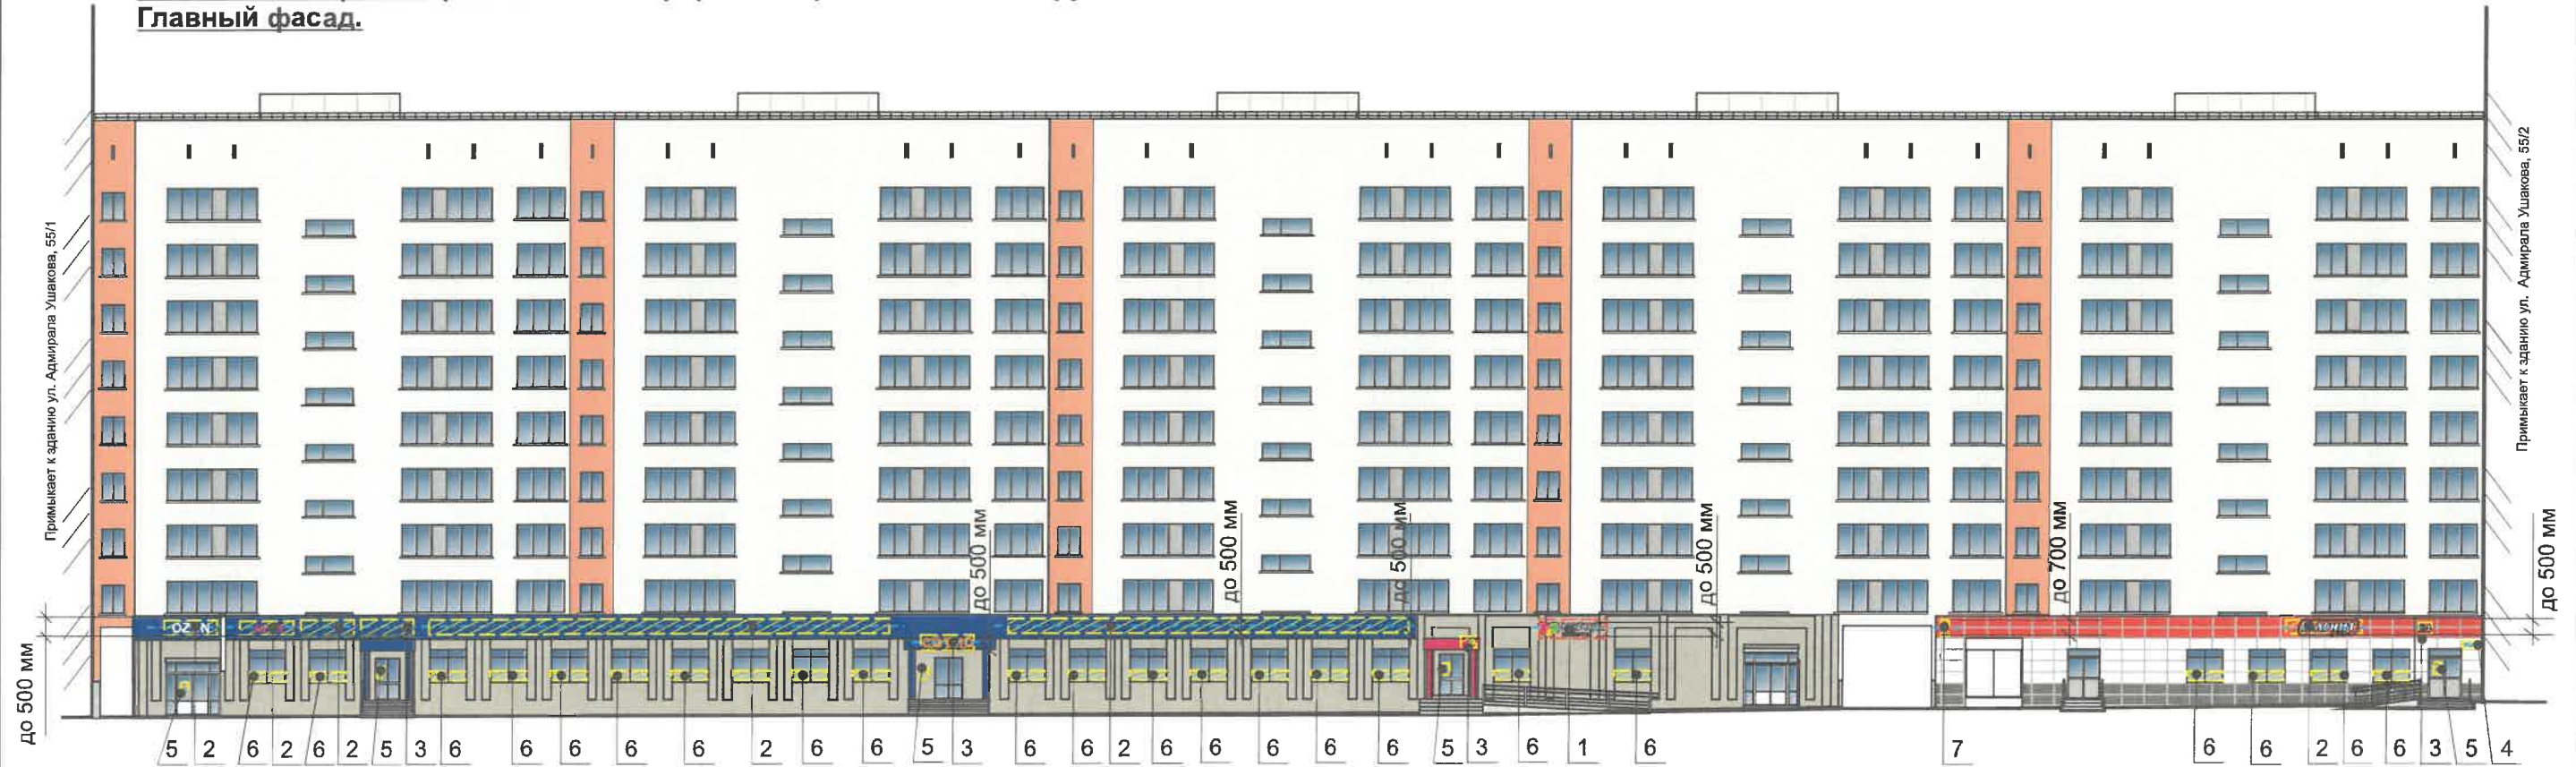 Главный фасад.
Примыкает к зданию ул. Адмирала Ушакова, 55/1
Примыкает к зданию ул. Адмирала Ушакова, 55/2
до 500 мм
до 500 мм
до 500 мм
до 500 мм
до 700 мм
до 500 мм
до 500 мм
OZ N
5 2 6 2 6 2 5 3 6 6 6 6 6 2 6 6 5 3 6 6 2 6 6 6 6 6 5 3 6 1 6 7 6 6 2 6 6 3 5 4